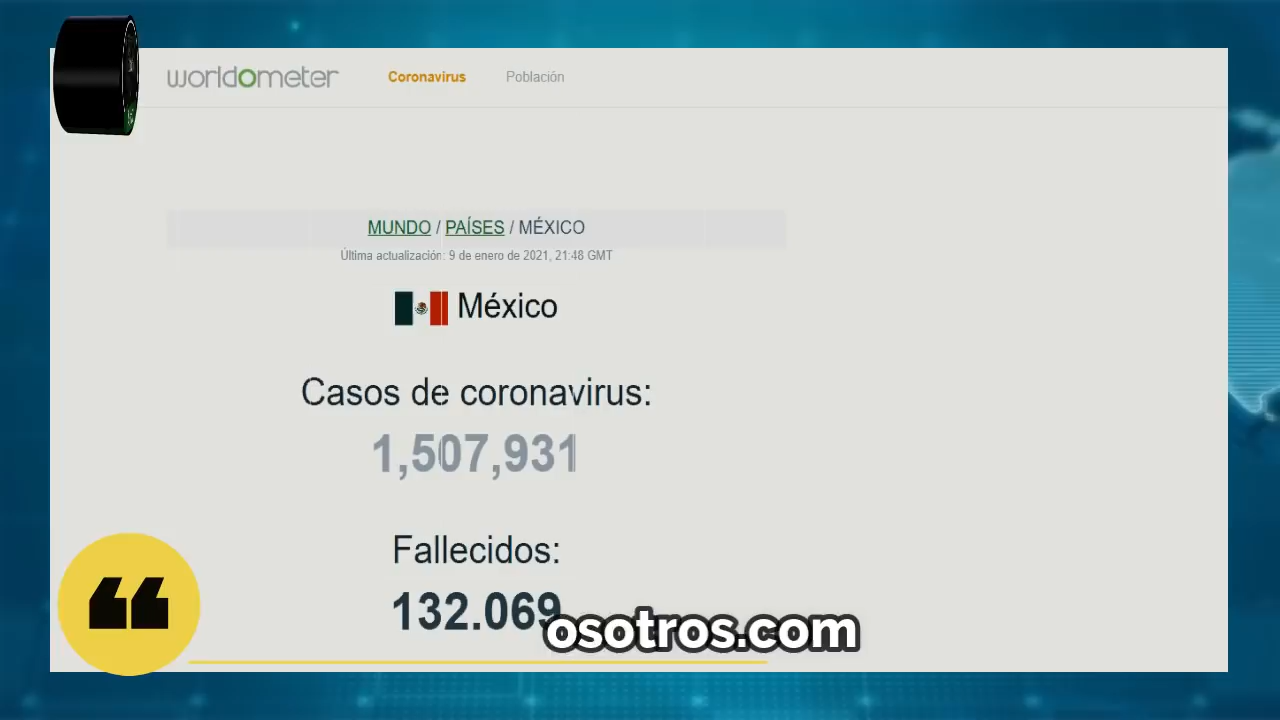 worldometer Coronavirus Población
MUNDO / PAÍSES / MÉXICO
Última actualización: 9 de enero de 2021, 21:48 GMT
México
Casos de coronavirus:
1,507,931
Fallecidos:
132.069
osotros.com